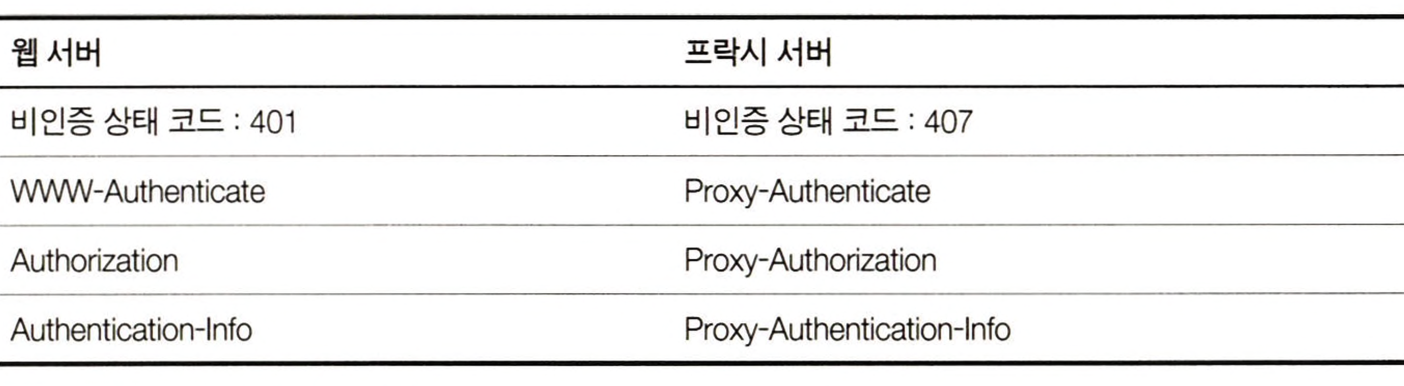 웹 서버 프락시 서버
비인증 상태 코드 : 401 비인증 상태 코드 : 407
WWW-Authenticate Proxy-Authenticate
Authorization Proxy-Authorization
Authentication-Info Proxy-Authentication-Info